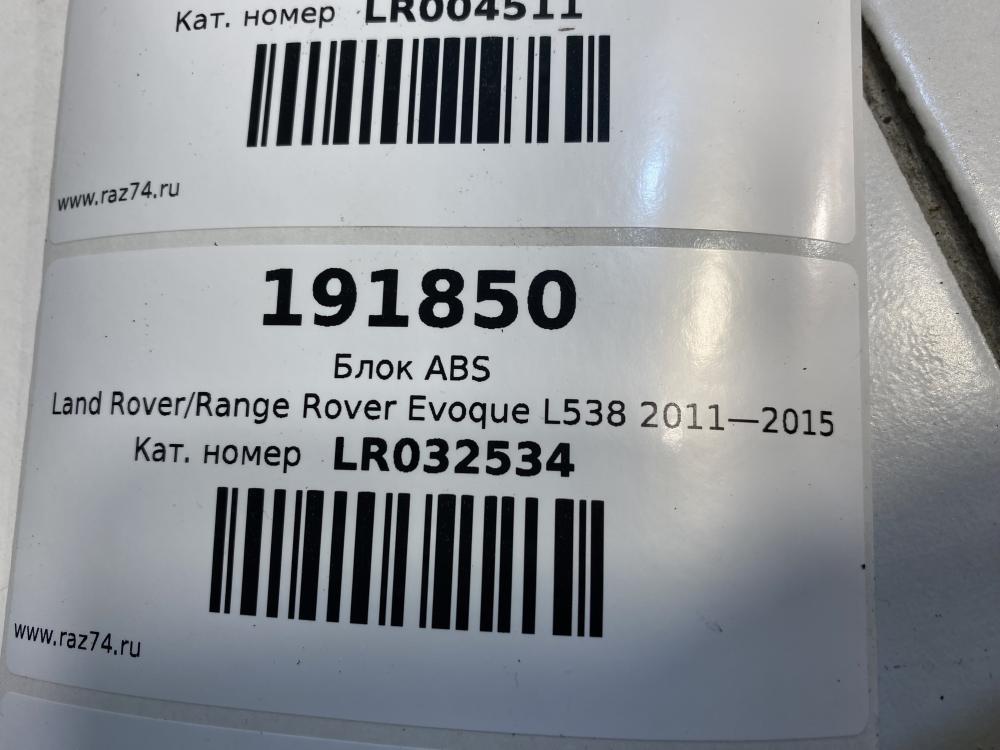 Кат. номер LR004511
www.raz74.ru
191850
Блок ABS
Land Rover/Range Rover Evoque L538 2011—2015
Кат. номер LR032534
www.raz74.ru